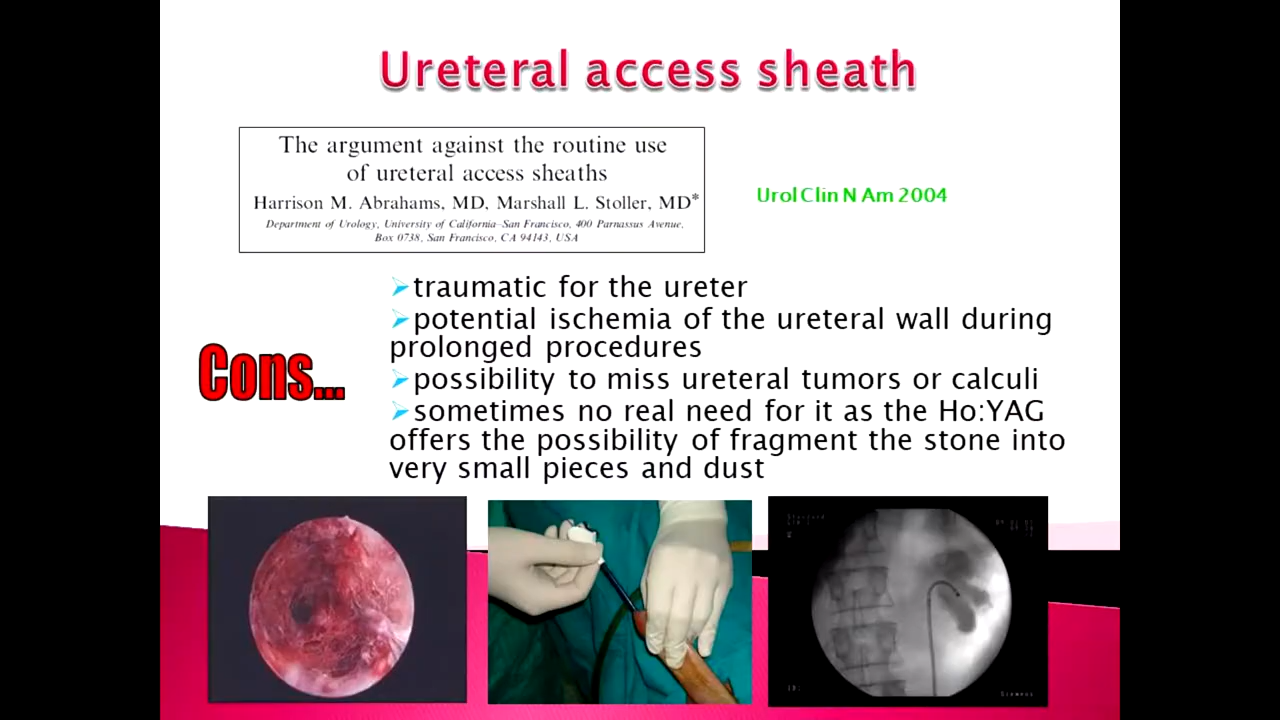 Ureteral access sheath
The argument against the routine use
of ureteral access sheaths
Harrison M. Abrahams, MD, Marshall L. Stoller, MD*
Department of Urology, University of California–San Francisco, 400 Parnassus Avenue,
Box 0738, San Francisco, CA 94143, USA
Urol Clin N Am 2004
Cons...
➢traumatic for the ureter
➢potential ischemia of the ureteral wall during
prolonged procedures
➢possibility to miss ureteral tumors or calculi
➢sometimes no real need for it as the Ho:YAG
offers the possibility of fragment the stone into
very small pieces and dust
Siemens